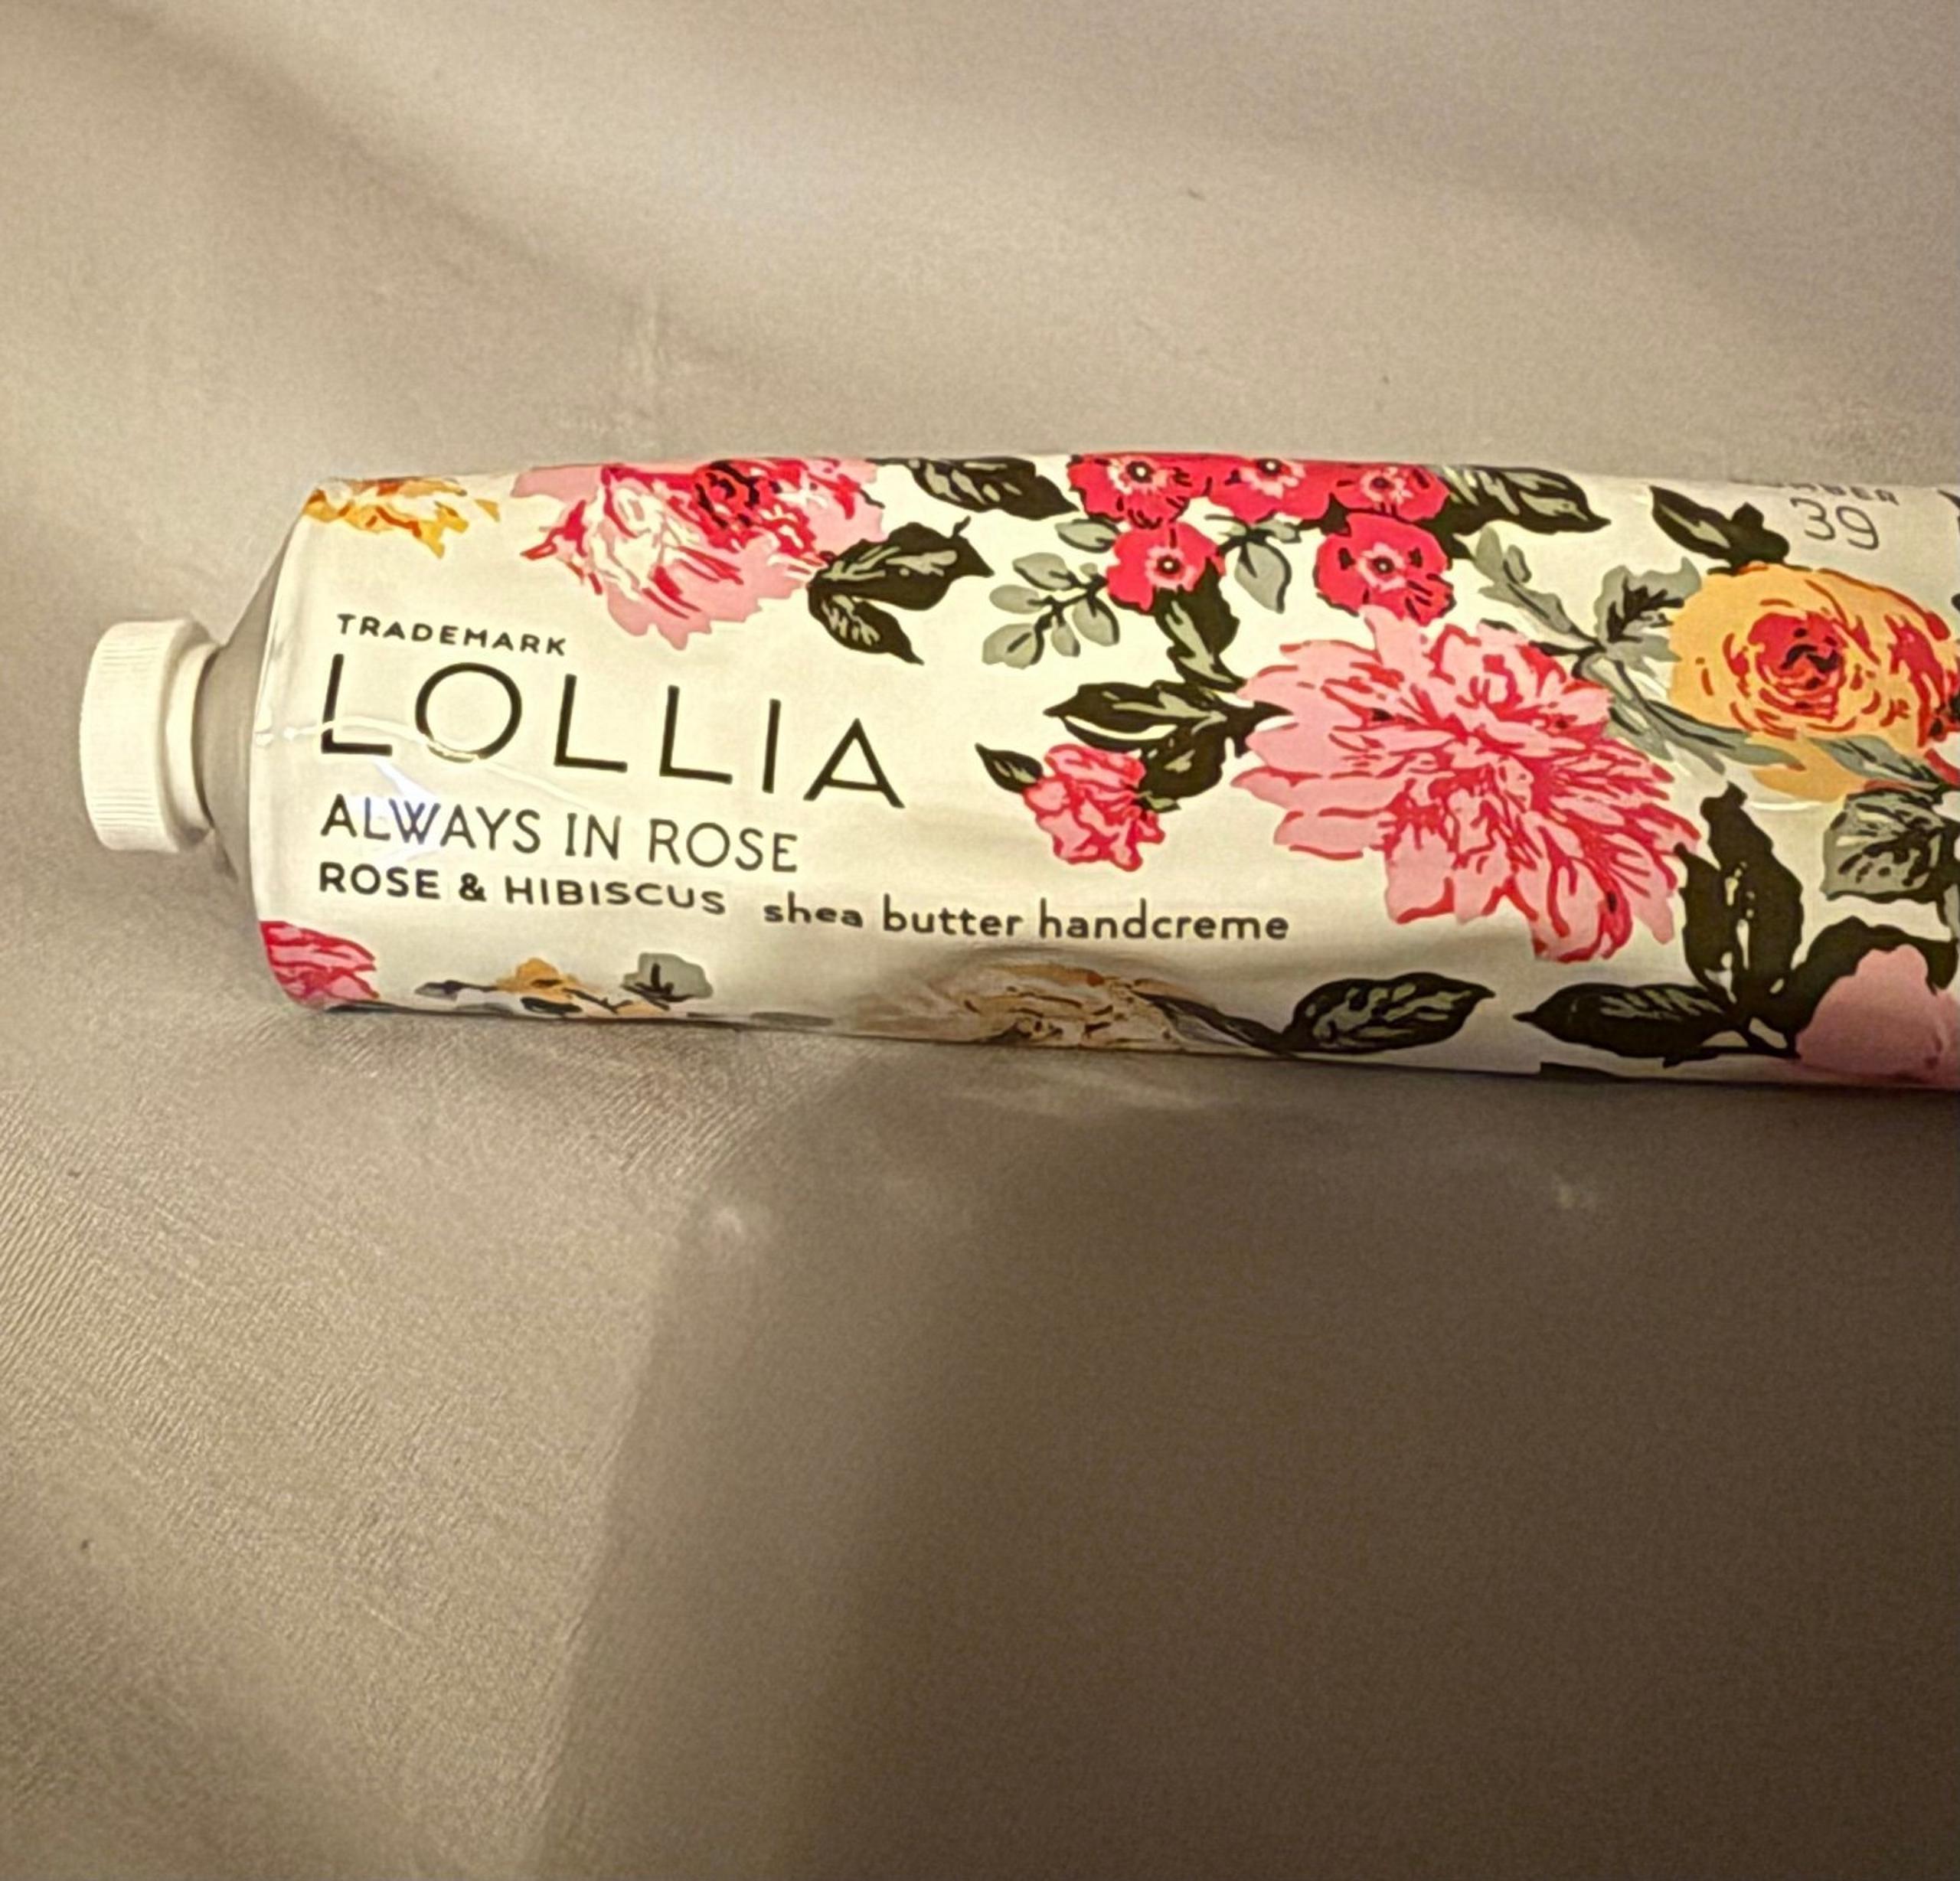 TRADEMARK
LOLLIA
ALWAYS IN ROSE
ROSE & HIBISCUS shea butter handcreme
39